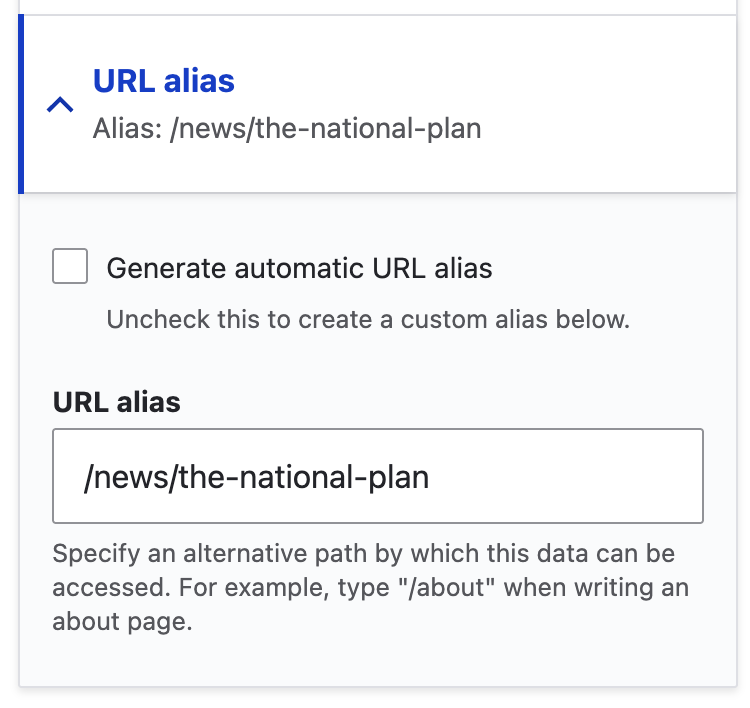 URL alias
Alias: /news/the-national-plan
Generate automatic URL alias
Uncheck this to create a custom alias below.
URL alias
/news/the-national-plan
Specify an alternative path by which this data can be
accessed. For example, type "/about" when writing an
about page.